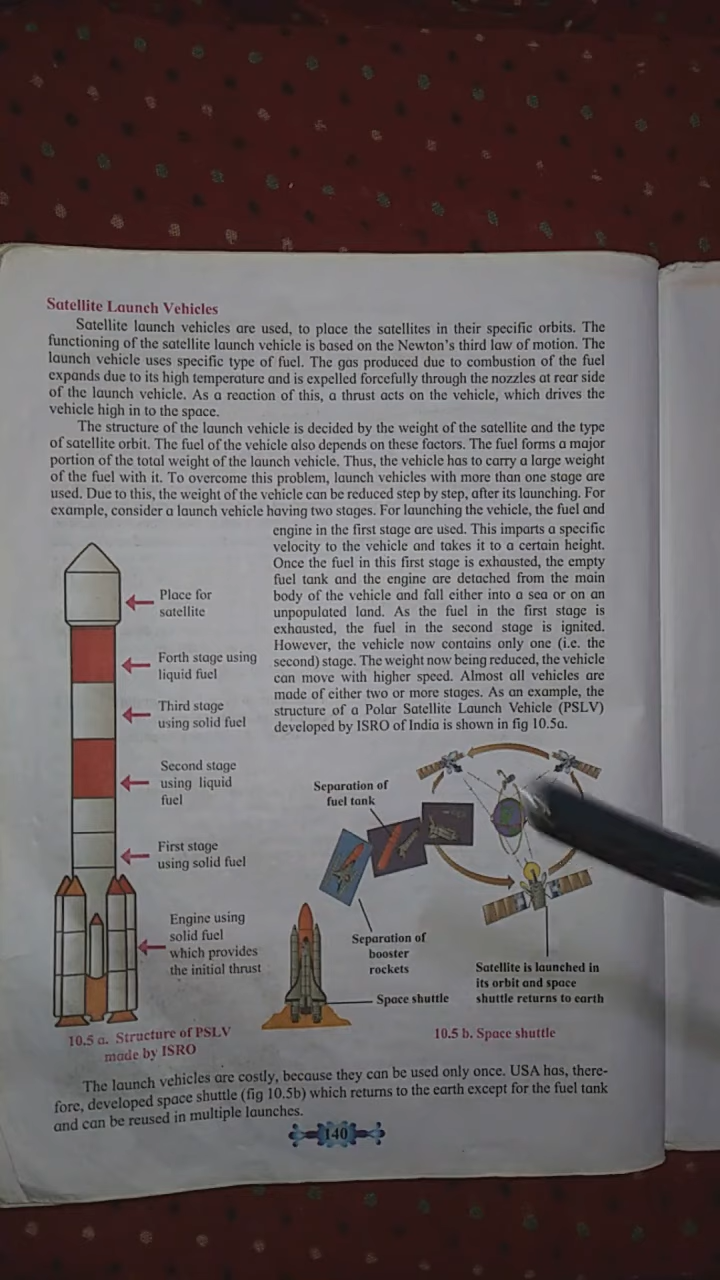 Satellite Launch Vehicles
Satellite launch vehicles are used, to place the satellites in their specific orbits. The
functioning of the satellite launch vehicle is based on the Newton's third law of motion. The
launch vehicle uses specific type of fuel. The gas produced due to combustion of the fuel
expands due to its high temperature and is expelled forcefully through the nozzles at rear side
of the launch vehicle. As a reaction of this, a thrust acts on the vehicle, which drives the
vehicle high in to the space.
The structure of the launch vehicle is decided by the weight of the satellite and the type
of satellite orbit. The fuel of the vehicle also depends on these factors. The fuel forms a major
portion of the total weight of the launch vehicle. Thus, the vehicle has to carry a large weight
of the fuel with it. To overcome this problem, launch vehicles with more than one stage are
used. Due to this, the weight of the vehicle can be reduced step by step, after its launching. For
example, consider a launch vehicle having two stages. For launching the vehicle, the fuel and
engine in the first stage are used. This imparts a specific
velocity to the vehicle and takes it to a certain height.
Once the fuel in this first stage is exhausted, the empty
fuel tank and the engine are detached from the main
body of the vehicle and fall either into a sea or on an
unpopulated land. As the fuel in the first stage is
exhausted, the fuel in the second stage is ignited.
However, the vehicle now contains only one (i.e. the
second) stage. The weight now being reduced, the vehicle
can move with higher speed. Almost all vehicles are
made of either two or more stages. As an example, the
structure of a Polar Satellite Launch Vehicle (PSLV)
developed by ISRO of India is shown in fig 10.5a.
Place for
satellite
Forth stage using
liquid fuel
Third stage
using solid fuel
Second stage
using liquid
fuel
First stage
using solid fuel
Engine using
solid fuel
which provides
the initial thrust
10.5 a. Structure of PSLV
made by ISRO
Separation of
fuel tank
Separation of
booster
rockets
Space shuttle
Satellite is launched in
its orbit and space
shuttle returns to earth
10.5 b. Space shuttle
The launch vehicles are costly, because they can be used only once. USA has, there-
fore, developed space shuttle (fig 10.5b) which returns to the earth except for the fuel tank
and can be reused in multiple launches.
140